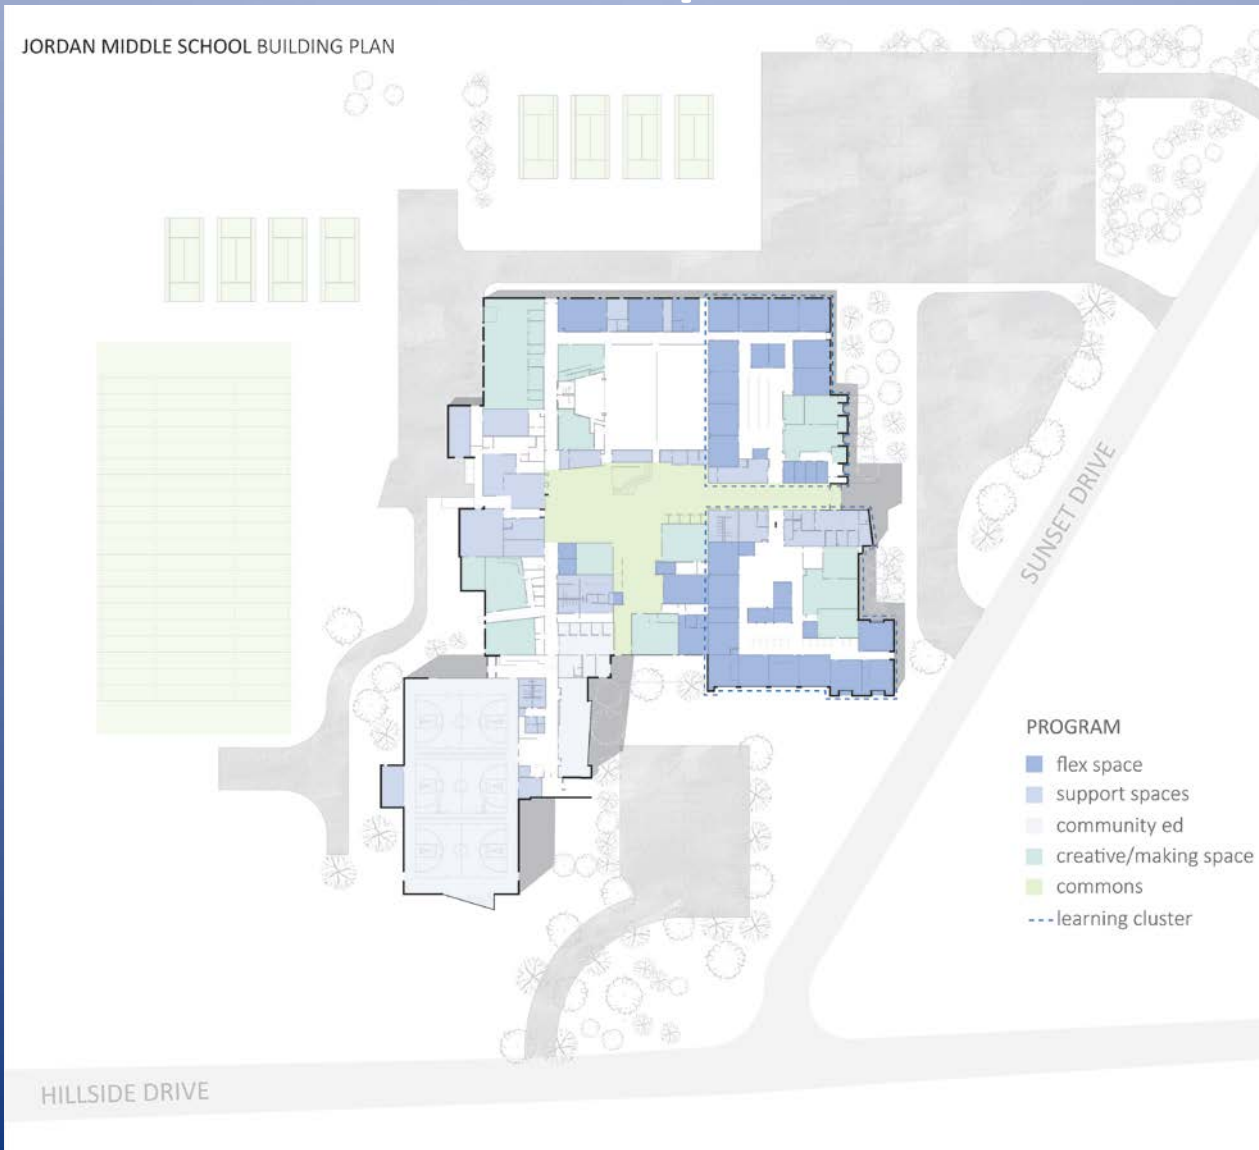 JORDAN MIDDLE SCHOOL BUILDING PLAN
SUNSET DRIVE
PROGRAM
flex space
support spaces
community ed
creative/making space
commons
learning cluster
HILLSIDE DRIVE